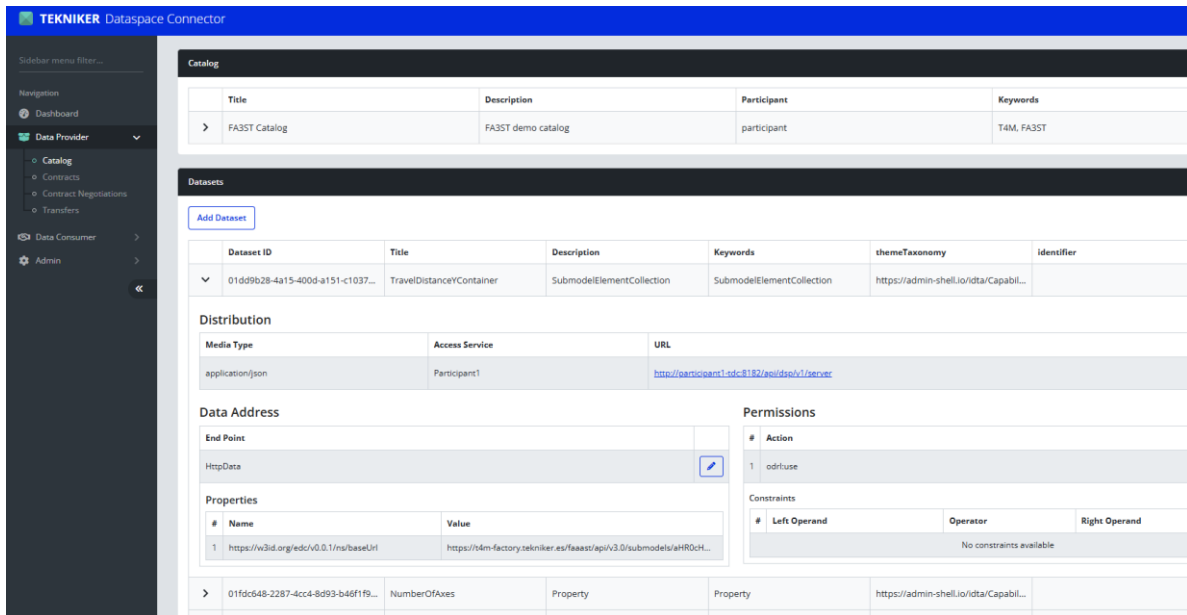 TEKNIKER Dataspace Connector
Sidebar menu filter...
Navigation
Dashboard
Data Provider
Catalog
Contracts
Contract Negotiations
Transfers
Data Consumer
Admin
Catalog
Title Description Participant Keywords
FA3ST Catalog FA3ST demo catalog participant T4M, FA3ST
Datasets
Add Dataset
Dataset ID Title Description Keywords themeTaxonomy identifier
01dd9b28-4a15-400d-a151-c1037... TravelDistanceYContainer SubmodelElementCollection SubmodelElementCollection https://admin-shell.io/idta/Capabil...
Distribution
Media Type Access Service URL
application/json Participant1 http://participant1-tdc:8182/api/dsp/v1/server
Data Address
End Point
HttpData
Properties
# Name Value
1 https://w3id.org/edc/v0.0.1/ns/baseUrl https://t4m-factory.tekniker.es/faaast/api/v3.0/submodels/aHR0cH...
Permissions
# Action
1 odrl:use
Constraints
# Left Operand Operator Right Operand
No constraints available
01fdc648-2287-4cc4-8d93-b46f1f9... NumberOfAxes Property Property https://admin-shell.io/idta/Capabil...